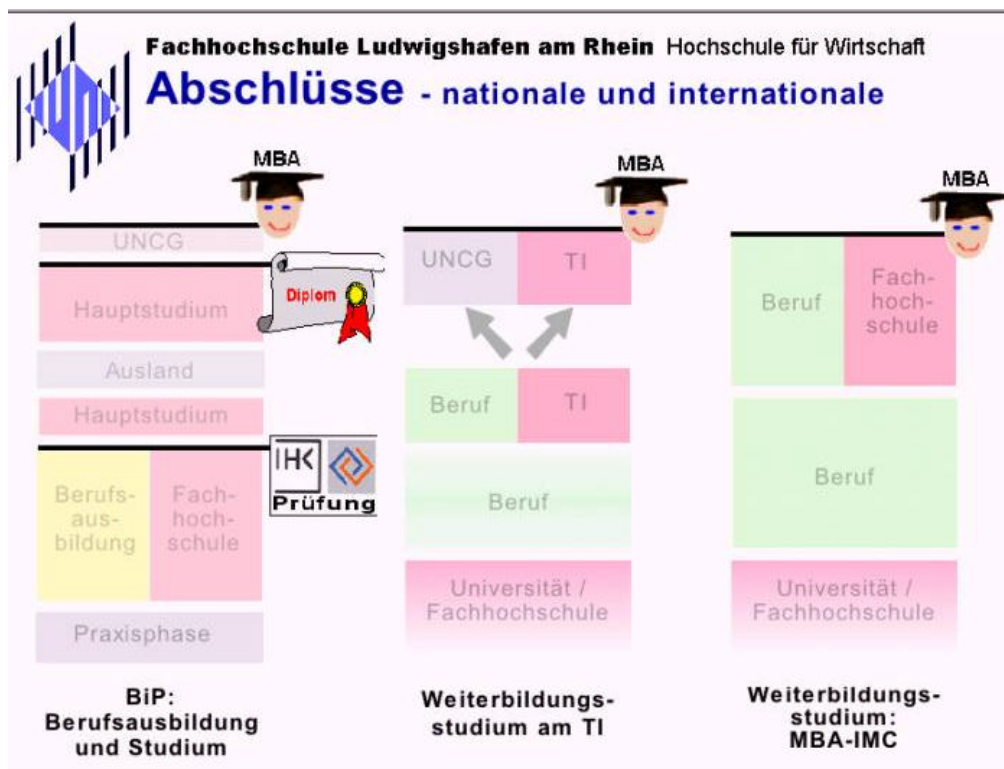 Fachhochschule Ludwigshafen am Rhein Hochschule für Wirtschaft
Abschlüsse - nationale und internationale
MBA
UNCG
Diplom
Hauptstudium
Ausland
Hauptstudium
IHK
Prüfung
Berufs-
aus-
bildung
Fach-
hoch-
schule
Praxisphase
BiP:
Berufsausbildung
und Studium
MBA
UNCG
TI
Beruf
TI
Beruf
Universität /
Fachhochschule
Weiterbildungs-
studium am TI
MBA
Beruf
Fach-
hoch-
schule
Beruf
Universität /
Fachhochschule
Weiterbildungs-
studium:
MBA-IMC